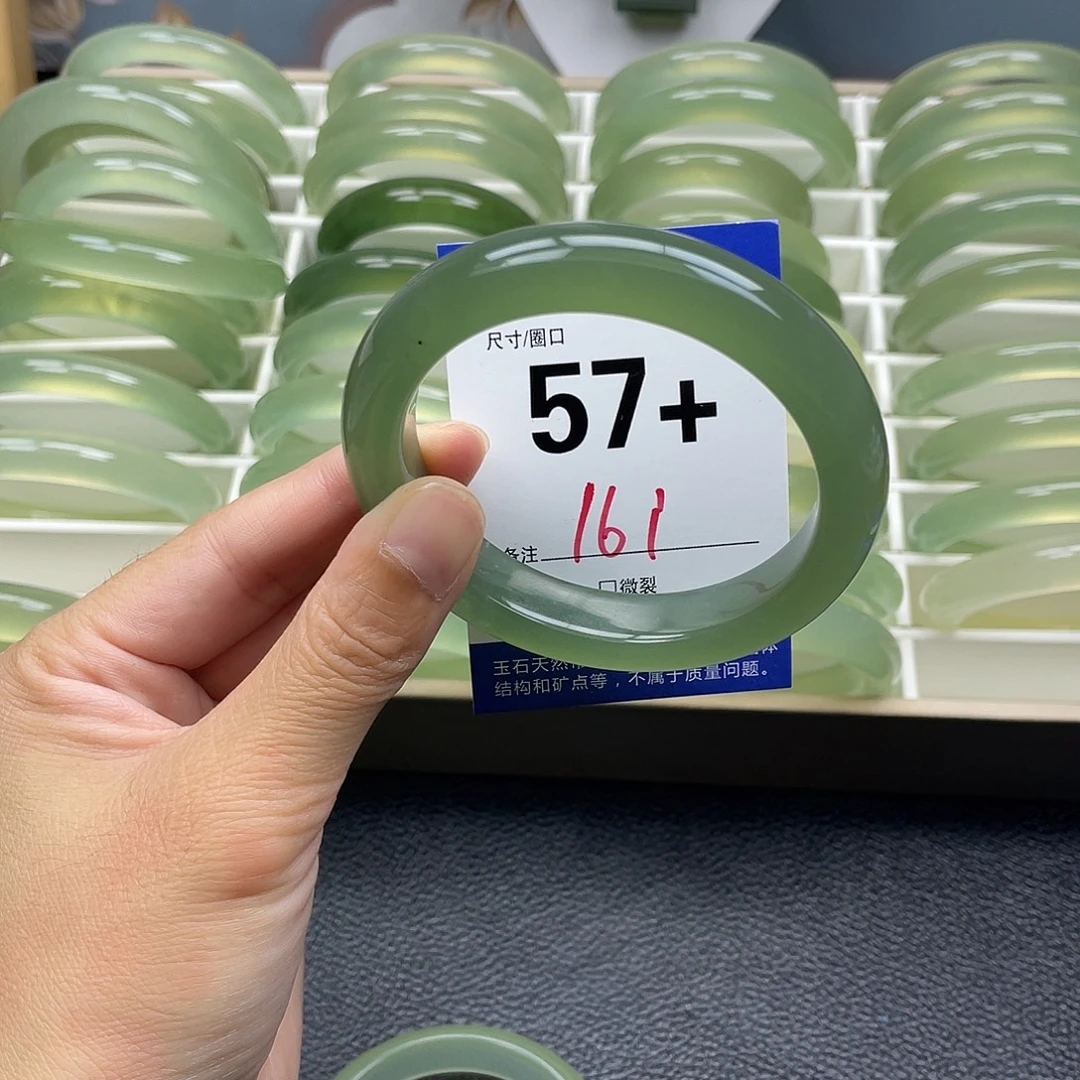 尺寸/圈口
57+
161
备注
□微裂
玉石天然
体
结构和矿点等，不属于质量问题。